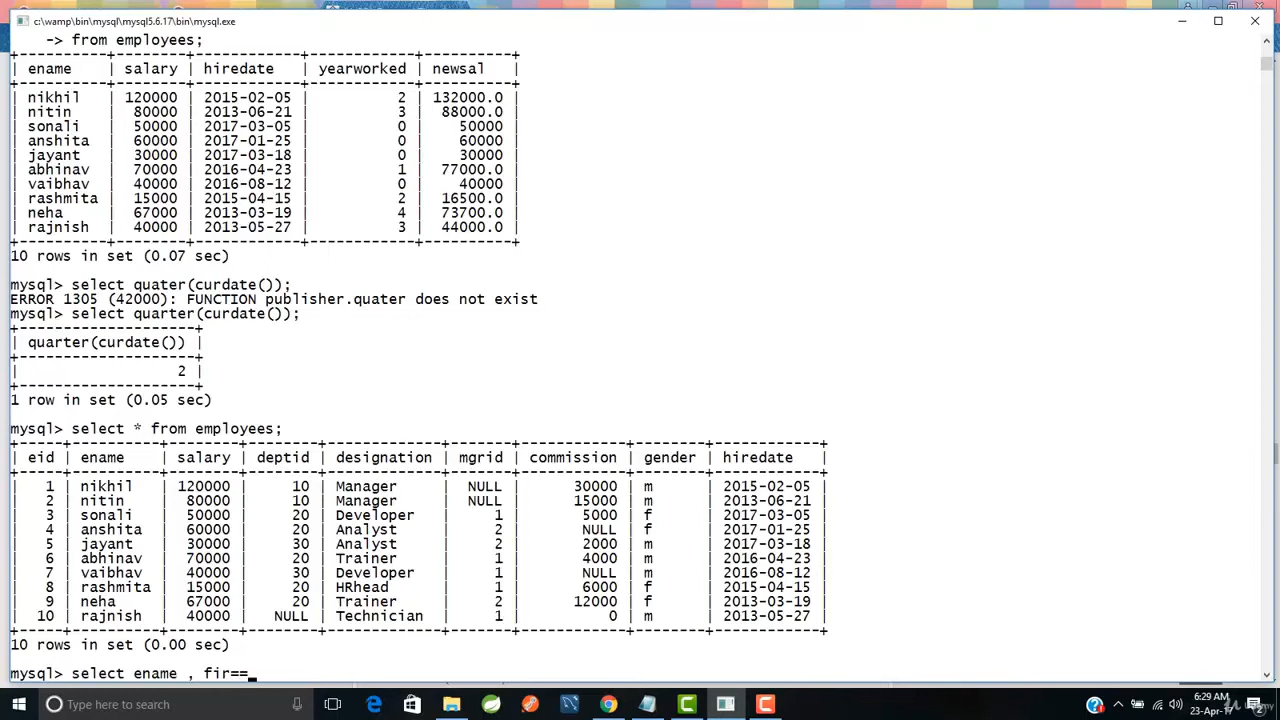 c:\wamp\bin\mysql\mysql5.6.17\bin\mysql.exe
    -> from employees;
+----------+--------+------------+------------+----------+
| ename    | salary | hiredate   | yearworked | newsal   |
+----------+--------+------------+------------+----------+
| nikhil   | 120000 | 2015-02-05 |          2 | 132000.0 |
| nitin    |  80000 | 2013-06-21 |          3 |  88000.0 |
| sonali   |  50000 | 2017-03-05 |          0 |    50000 |
| anshita  |  60000 | 2017-01-25 |          0 |    60000 |
| jayant   |  30000 | 2017-03-18 |          0 |    30000 |
| abhinav  |  70000 | 2016-04-23 |          1 |  77000.0 |
| vaibhav  |  40000 | 2016-08-12 |          0 |    40000 |
| rashmita |  15000 | 2015-04-15 |          2 |  16500.0 |
| neha     |  67000 | 2013-03-19 |          4 |  73700.0 |
| rajnish  |  40000 | 2013-05-27 |          3 |  44000.0 |
+----------+--------+------------+------------+----------+
10 rows in set (0.07 sec)
mysql> select quater(curdate());
ERROR 1305 (42000): FUNCTION publisher.quater does not exist
mysql> select quarter(curdate());
+--------------------+
| quarter(curdate()) |
+--------------------+
|                  2 |
+--------------------+
1 row in set (0.05 sec)
mysql> select * from employees;
+-----+----------+--------+--------+-------------+-------+------------+--------+------------+
| eid | ename    | salary | deptid | designation | mgrid | commission | gender | hiredate   |
+-----+----------+--------+--------+-------------+-------+------------+--------+------------+
|   1 | nikhil   | 120000 |     10 | Manager     |  NULL |      30000 | m      | 2015-02-05 |
|   2 | nitin    |  80000 |     10 | Manager     |  NULL |      15000 | m      | 2013-06-21 |
|   3 | sonali   |  50000 |     20 | Developer   |     1 |       5000 | f      | 2017-03-05 |
|   4 | anshita  |  60000 |     20 | Analyst     |     2 |       NULL | f      | 2017-01-25 |
|   5 | jayant   |  30000 |     30 | Analyst     |     2 |       2000 | m      | 2017-03-18 |
|   6 | abhinav  |  70000 |     20 | Trainer     |     1 |       4000 | m      | 2016-04-23 |
|   7 | vaibhav  |  40000 |     30 | Developer   |     1 |       NULL | m      | 2016-08-12 |
|   8 | rashmita |  15000 |     20 | HRhead      |     1 |       6000 | f      | 2015-04-15 |
|   9 | neha     |  67000 |     20 | Trainer     |     2 |      12000 | f      | 2013-03-19 |
|  10 | rajnish  |  40000 |   NULL | Technician  |     1 |          0 | m      | 2013-05-27 |
+-----+----------+--------+--------+-------------+-------+------------+--------+------------+
10 rows in set (0.00 sec)
mysql> select ename , fir==_
Type here to search
6:29 AM
23-Apr-17